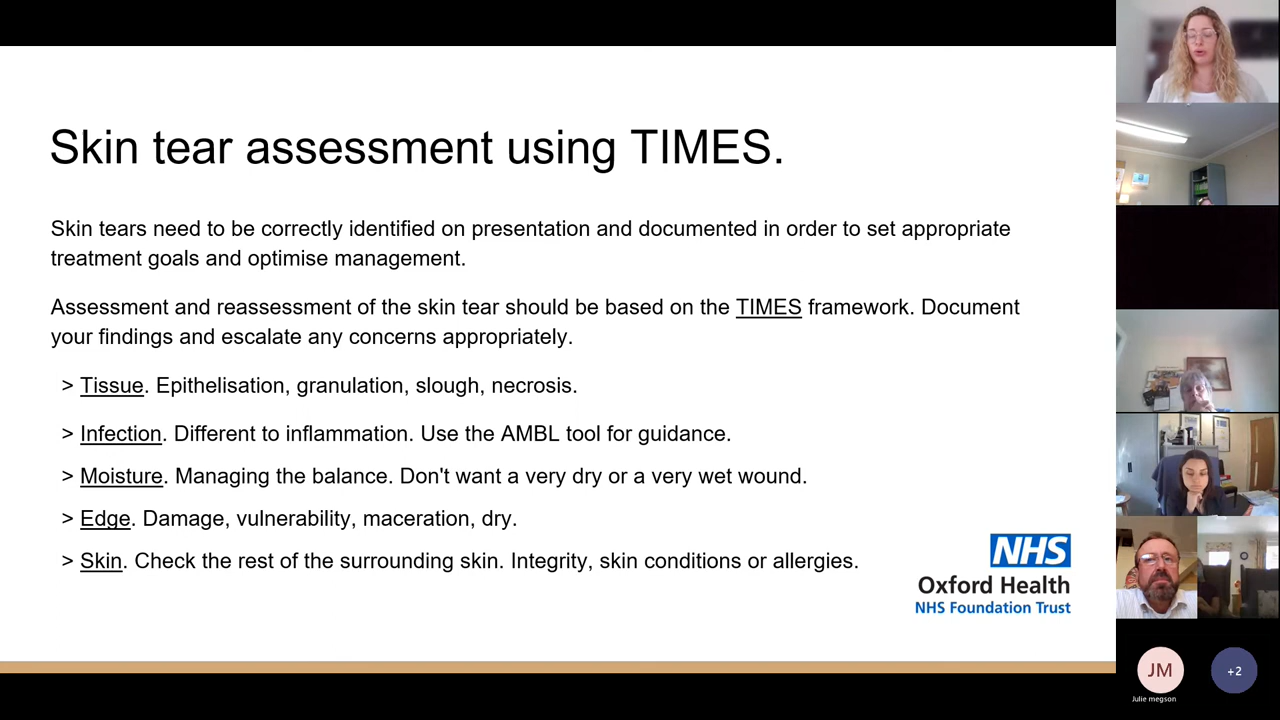 Skin tear assessment using TIMES.
Skin tears need to be correctly identified on presentation and documented in order to set appropriate
treatment goals and optimise management.
Assessment and reassessment of the skin tear should be based on the TIMES framework. Document
your findings and escalate any concerns appropriately.
> Tissue. Epithelisation, granulation, slough, necrosis.
> Infection. Different to inflammation. Use the AMBL tool for guidance.
> Moisture. Managing the balance. Don't want a very dry or a very wet wound.
> Edge. Damage, vulnerability, maceration, dry.
> Skin. Check the rest of the surrounding skin. Integrity, skin conditions or allergies.
NHS
Oxford Health
NHS Foundation Trust
JM
Julie megson
+2